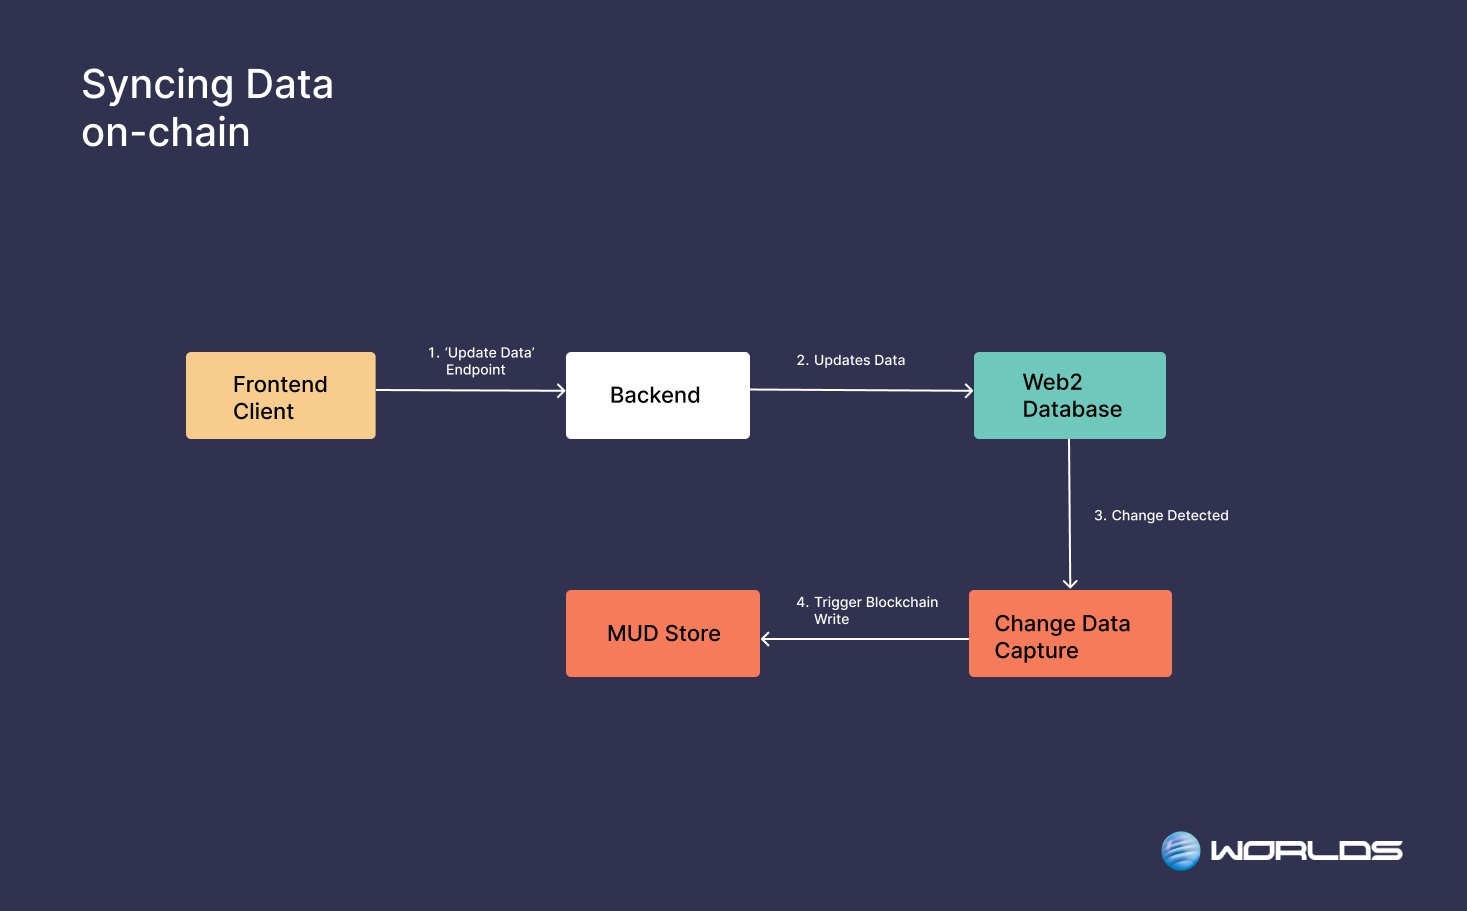 Syncing Data
on-chain
1. ‘Update Data’
Endpoint
2. Updates Data
Frontend
Client
Backend
Web2
Database
3. Change Detected
4. Trigger Blockchain
Write
MUD Store
Change Data
Capture
WORLDS